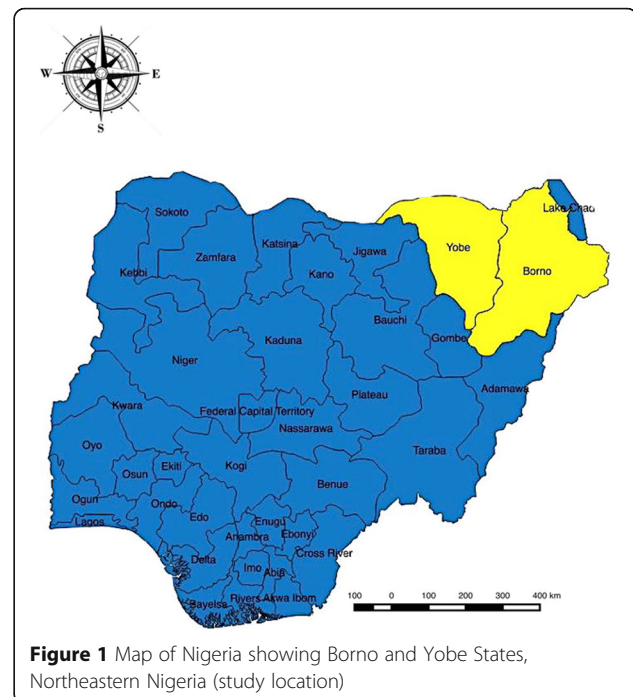 N
W E
S
Lake Chad
Sokoto
Yobe
Katsina
Jigawa
Zamfara
Borno
Kebbi
Kano
Bauchi
Gombe
Kaduna
Niger
Adamawa
Plateau
Kwara
Federal Capital Territory
Nassarawa
Oyo
Taraba
Kogi
Ekiti
Osun
Benue
Ogun
Ondo
Edo
Lagos
Enugu
Anambra
Ebonyi
Cross River
Delta
Imo
Abia
Bayelsa
Rivers
Akwa Ibom
100 0 100 200 300 400 km
Figure 1 Map of Nigeria showing Borno and Yobe States,
Northeastern Nigeria (study location)